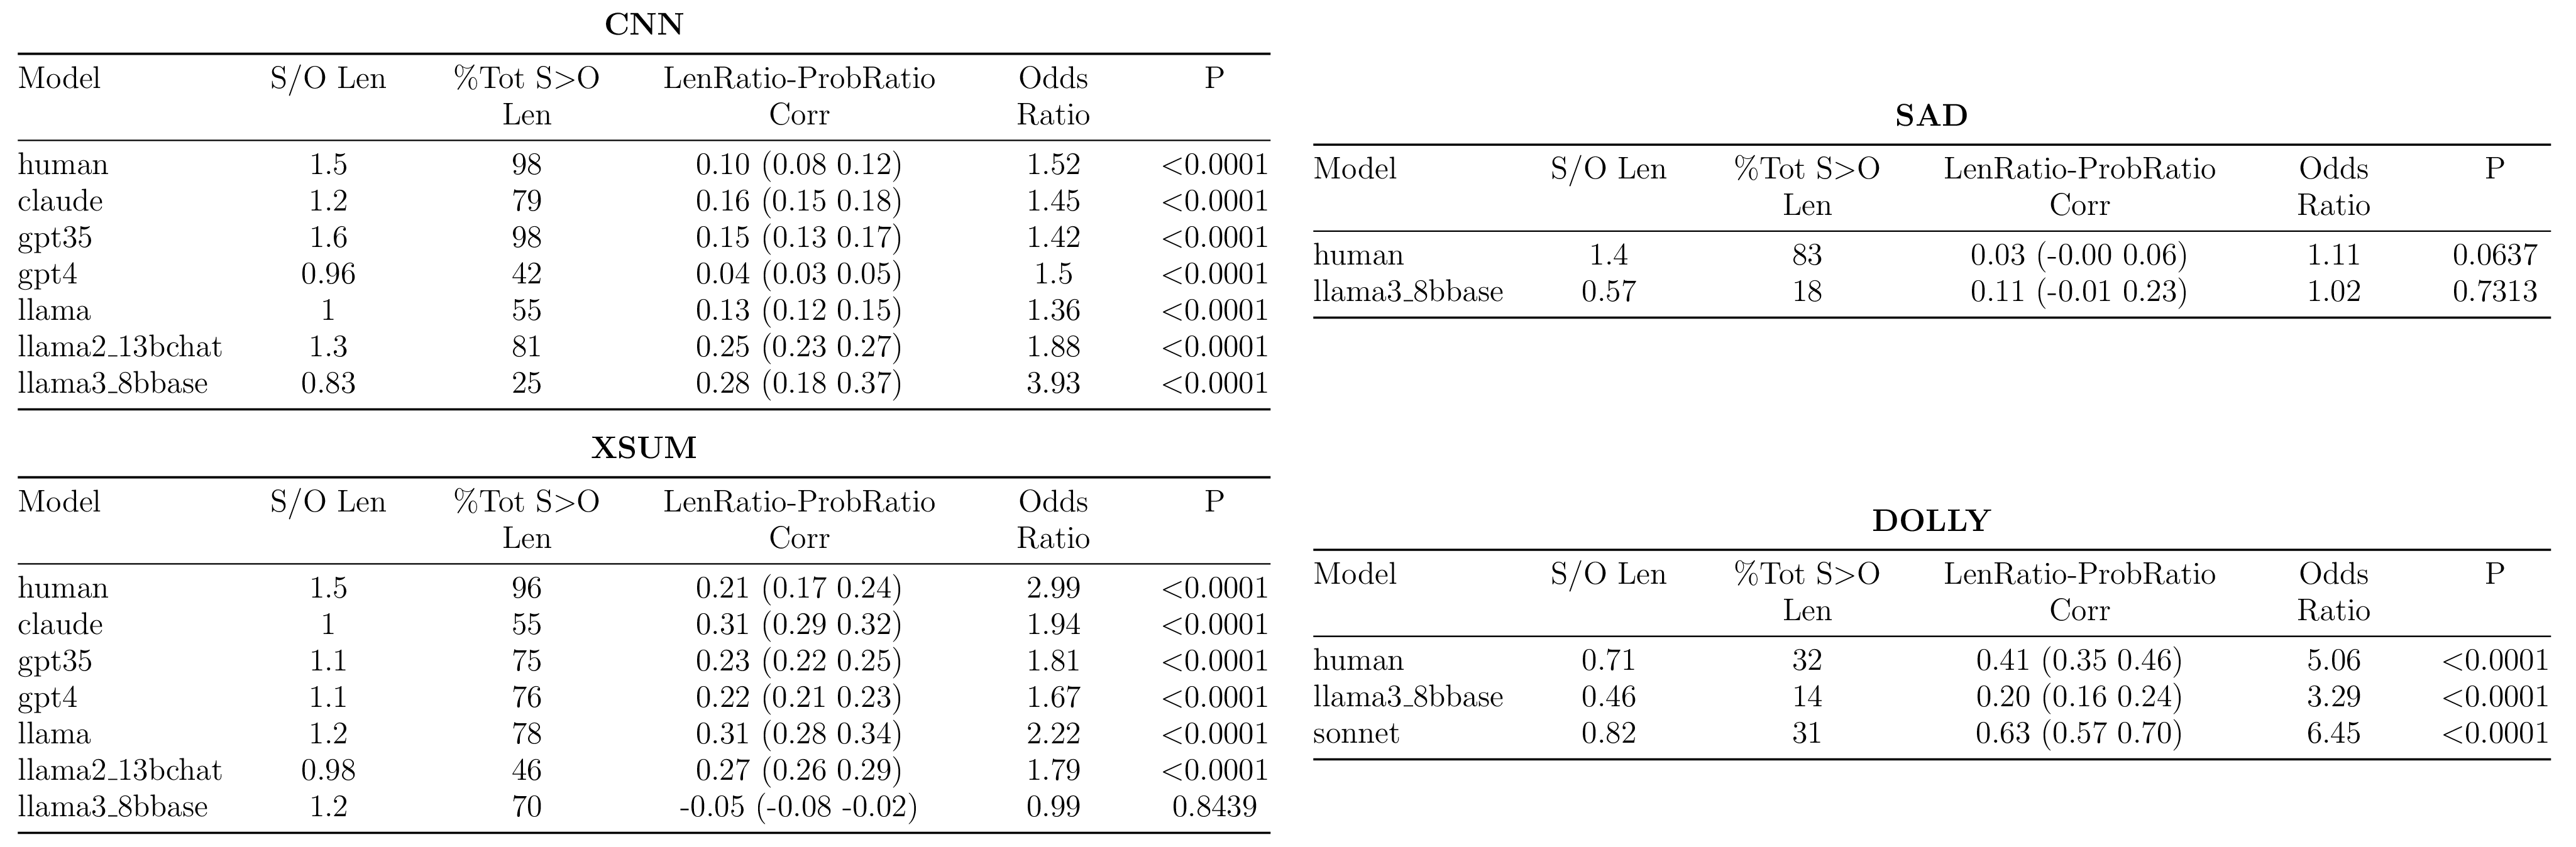 CNN
Model S/O Len %Tot S>O LenRatio-ProbRatio Odds P
Len Corr Ratio
human 1.5 98 0.10 (0.08 0.12) 1.52 <0.0001
claude 1.2 79 0.16 (0.15 0.18) 1.45 <0.0001
gpt35 1.6 98 0.15 (0.13 0.17) 1.42 <0.0001
gpt4 0.96 42 0.04 (0.03 0.05) 1.5 <0.0001
llama 1 55 0.13 (0.12 0.15) 1.36 <0.0001
llama2_13bchat 1.3 81 0.25 (0.23 0.27) 1.88 <0.0001
llama3_8bbase 0.83 25 0.28 (0.18 0.37) 3.93 <0.0001
SAD
Model S/O Len %Tot S>O LenRatio-ProbRatio Odds P
Len Corr Ratio
human 1.4 83 0.03 (-0.00 0.06) 1.11 0.0637
llama3_8bbase 0.57 18 0.11 (-0.01 0.23) 1.02 0.7313
XSUM
Model S/O Len %Tot S>O LenRatio-ProbRatio Odds P
Len Corr Ratio
human 1.5 96 0.21 (0.17 0.24) 2.99 <0.0001
claude 1 55 0.31 (0.29 0.32) 1.94 <0.0001
gpt35 1.1 75 0.23 (0.22 0.25) 1.81 <0.0001
gpt4 1.1 76 0.22 (0.21 0.23) 1.67 <0.0001
llama 1.2 78 0.31 (0.28 0.34) 2.22 <0.0001
llama2_13bchat 0.98 46 0.27 (0.26 0.29) 1.79 <0.0001
llama3_8bbase 1.2 70 -0.05 (-0.08 -0.02) 0.99 0.8439
DOLLY
Model S/O Len %Tot S>O LenRatio-ProbRatio Odds P
Len Corr Ratio
human 0.71 32 0.41 (0.35 0.46) 5.06 <0.0001
llama3_8bbase 0.46 14 0.20 (0.16 0.24) 3.29 <0.0001
sonnet 0.82 31 0.63 (0.57 0.70) 6.45 <0.0001